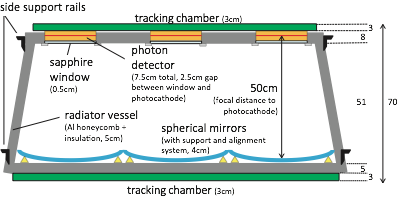 side support rails
tracking chamber (3cm)
3
8
photon
detector
(7.5cm total, 2.5cm gap
between window and
photocathode)
sapphire
window
(0.5cm)
50cm
(focal distance to
photocathode)
51
70
radiator vessel
(Al honeycomb +
insulation, 5cm)
spherical mirrors
(with support and alignment
system, 4cm)
5
3
tracking chamber (3cm)